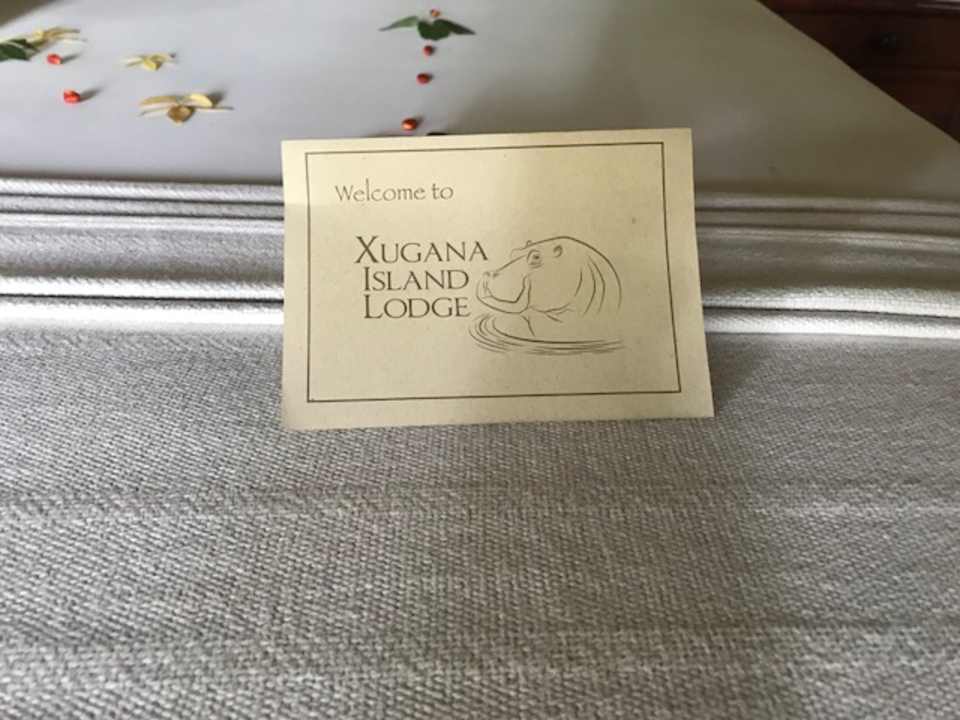 Welcome to
XUGANA
ISLAND
LODGE